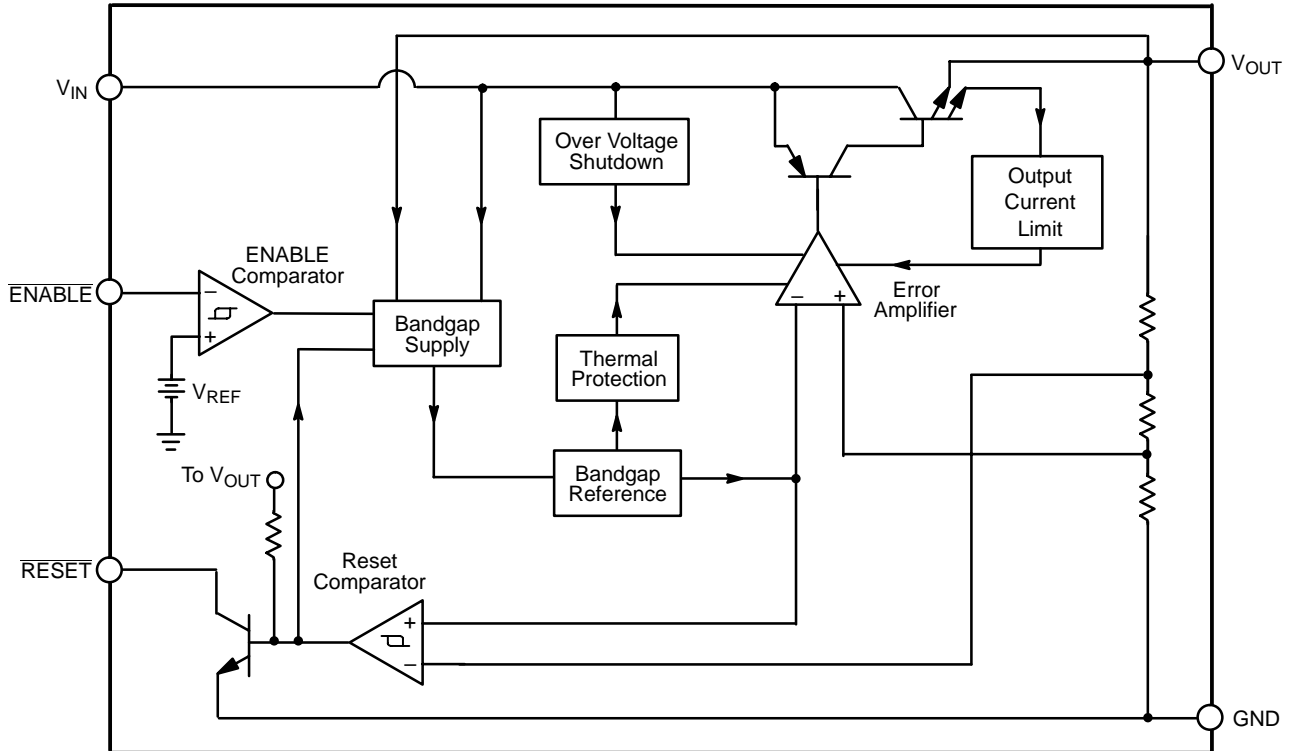 VOUT
VIN
Over Voltage
Shutdown
Output
Current
Limit
ENABLE
Comparator
ENABLE
−
+
Bandgap
Supply
− +
Error
Amplifier
Thermal
Protection
VREF
To VOUT
Bandgap
Reference
RESET
Reset
Comparator
+
−
GND